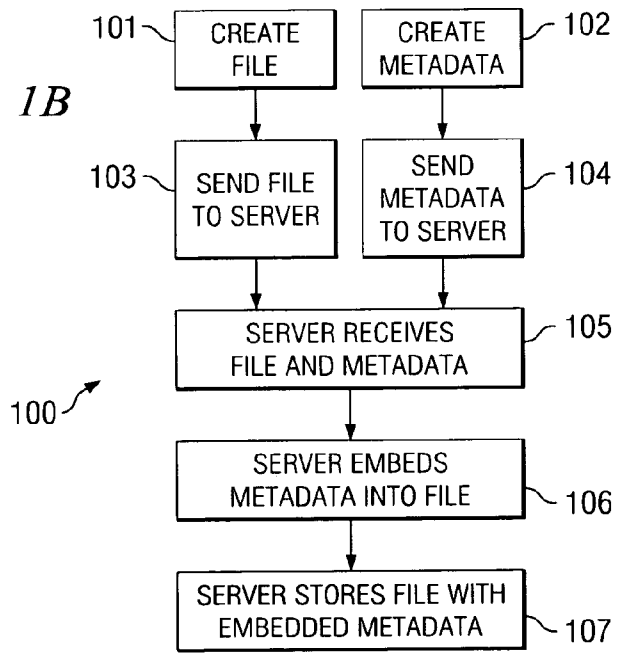 101
CREATE
FILE
CREATE
METADATA
102
1B
103
SEND FILE
TO SERVER
SEND
METADATA
TO SERVER
104
SERVER RECEIVES
FILE AND METADATA
105
100
SERVER EMBEDS
METADATA INTO FILE
106
SERVER STORES FILE WITH
EMBEDDED METADATA
107